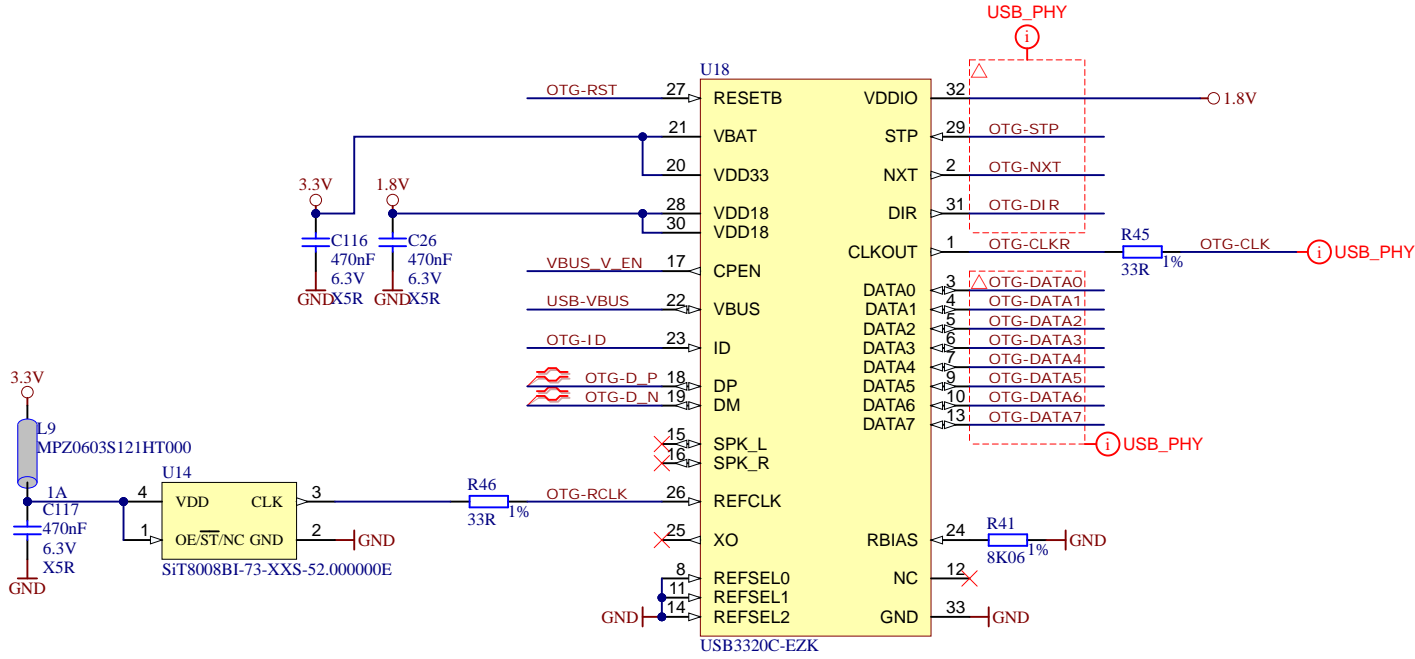 USB_PHY
i
U18
OTG-RST 27 RESETB VDDIO 32 1.8V
21 VBAT STP 29 OTG-STP
20 VDD33 NXT 2 OTG-NXT
3.3V 1.8V
28 VDD18 DIR 31 OTG-DIR
30 VDD18
C116 C26
470nF 470nF
6.3V 6.3V
X5R X5R
GND GND
CLKOUT 1 OTG-CLKR R45 33R 1% OTG-CLK i USB_PHY
VBUS_V_EN 17 CPEN
USB-VBUS 22 VBUS
OTG-ID 23 ID
OTG-D_P 18 DP
OTG-D_N 19 DM
DATA0 3 OTG-DATA0
DATA1 4 OTG-DATA1
DATA2 5 OTG-DATA2
DATA3 6 OTG-DATA3
DATA4 7 OTG-DATA4
DATA5 9 OTG-DATA5
DATA6 10 OTG-DATA6
DATA7 13 OTG-DATA7
i USB_PHY
15 SPK_L
16 SPK_R
3.3V
L9
MPZ0603S121HT000
1A
C117
470nF
6.3V
X5R
GND
U14
4 VDD CLK 3
1 OE/ST/NC GND 2 GND
SiT8008BI-73-XXS-52.000000E
R46
33R 1%
OTG-RCLK 26 REFCLK
25 XO
RBIAS 24 R41 8K06 1% GND
8 REFSEL0
11 REFSEL1
14 REFSEL2
GND
NC 12
GND 33 GND
USB3320C-EZK